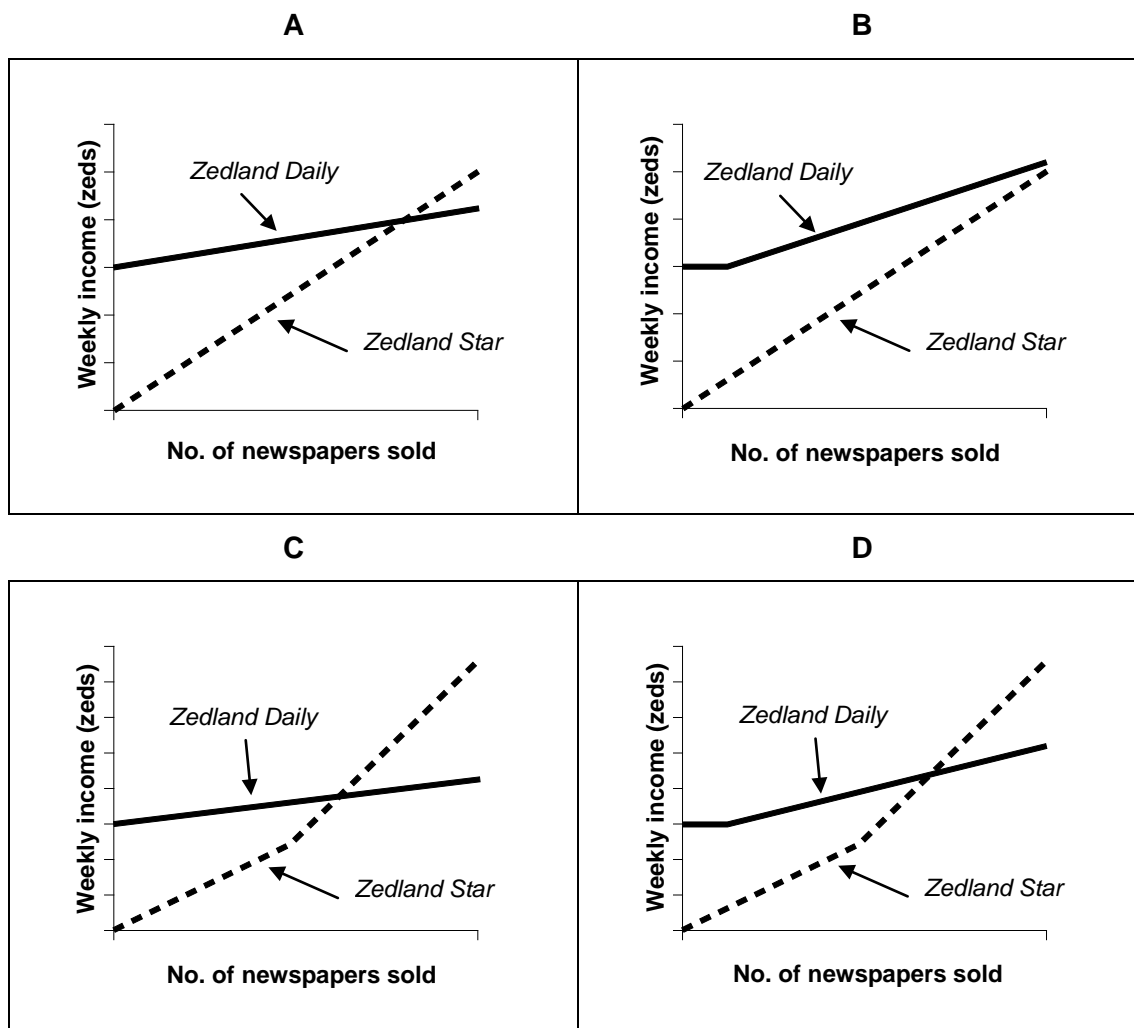 A
B
Weekly income (zeds)
Zedland Daily
Zedland Star
No. of newspapers sold
Weekly income (zeds)
Zedland Daily
Zedland Star
No. of newspapers sold
C
D
Weekly income (zeds)
Zedland Daily
Zedland Star
No. of newspapers sold
Weekly income (zeds)
Zedland Daily
Zedland Star
No. of newspapers sold